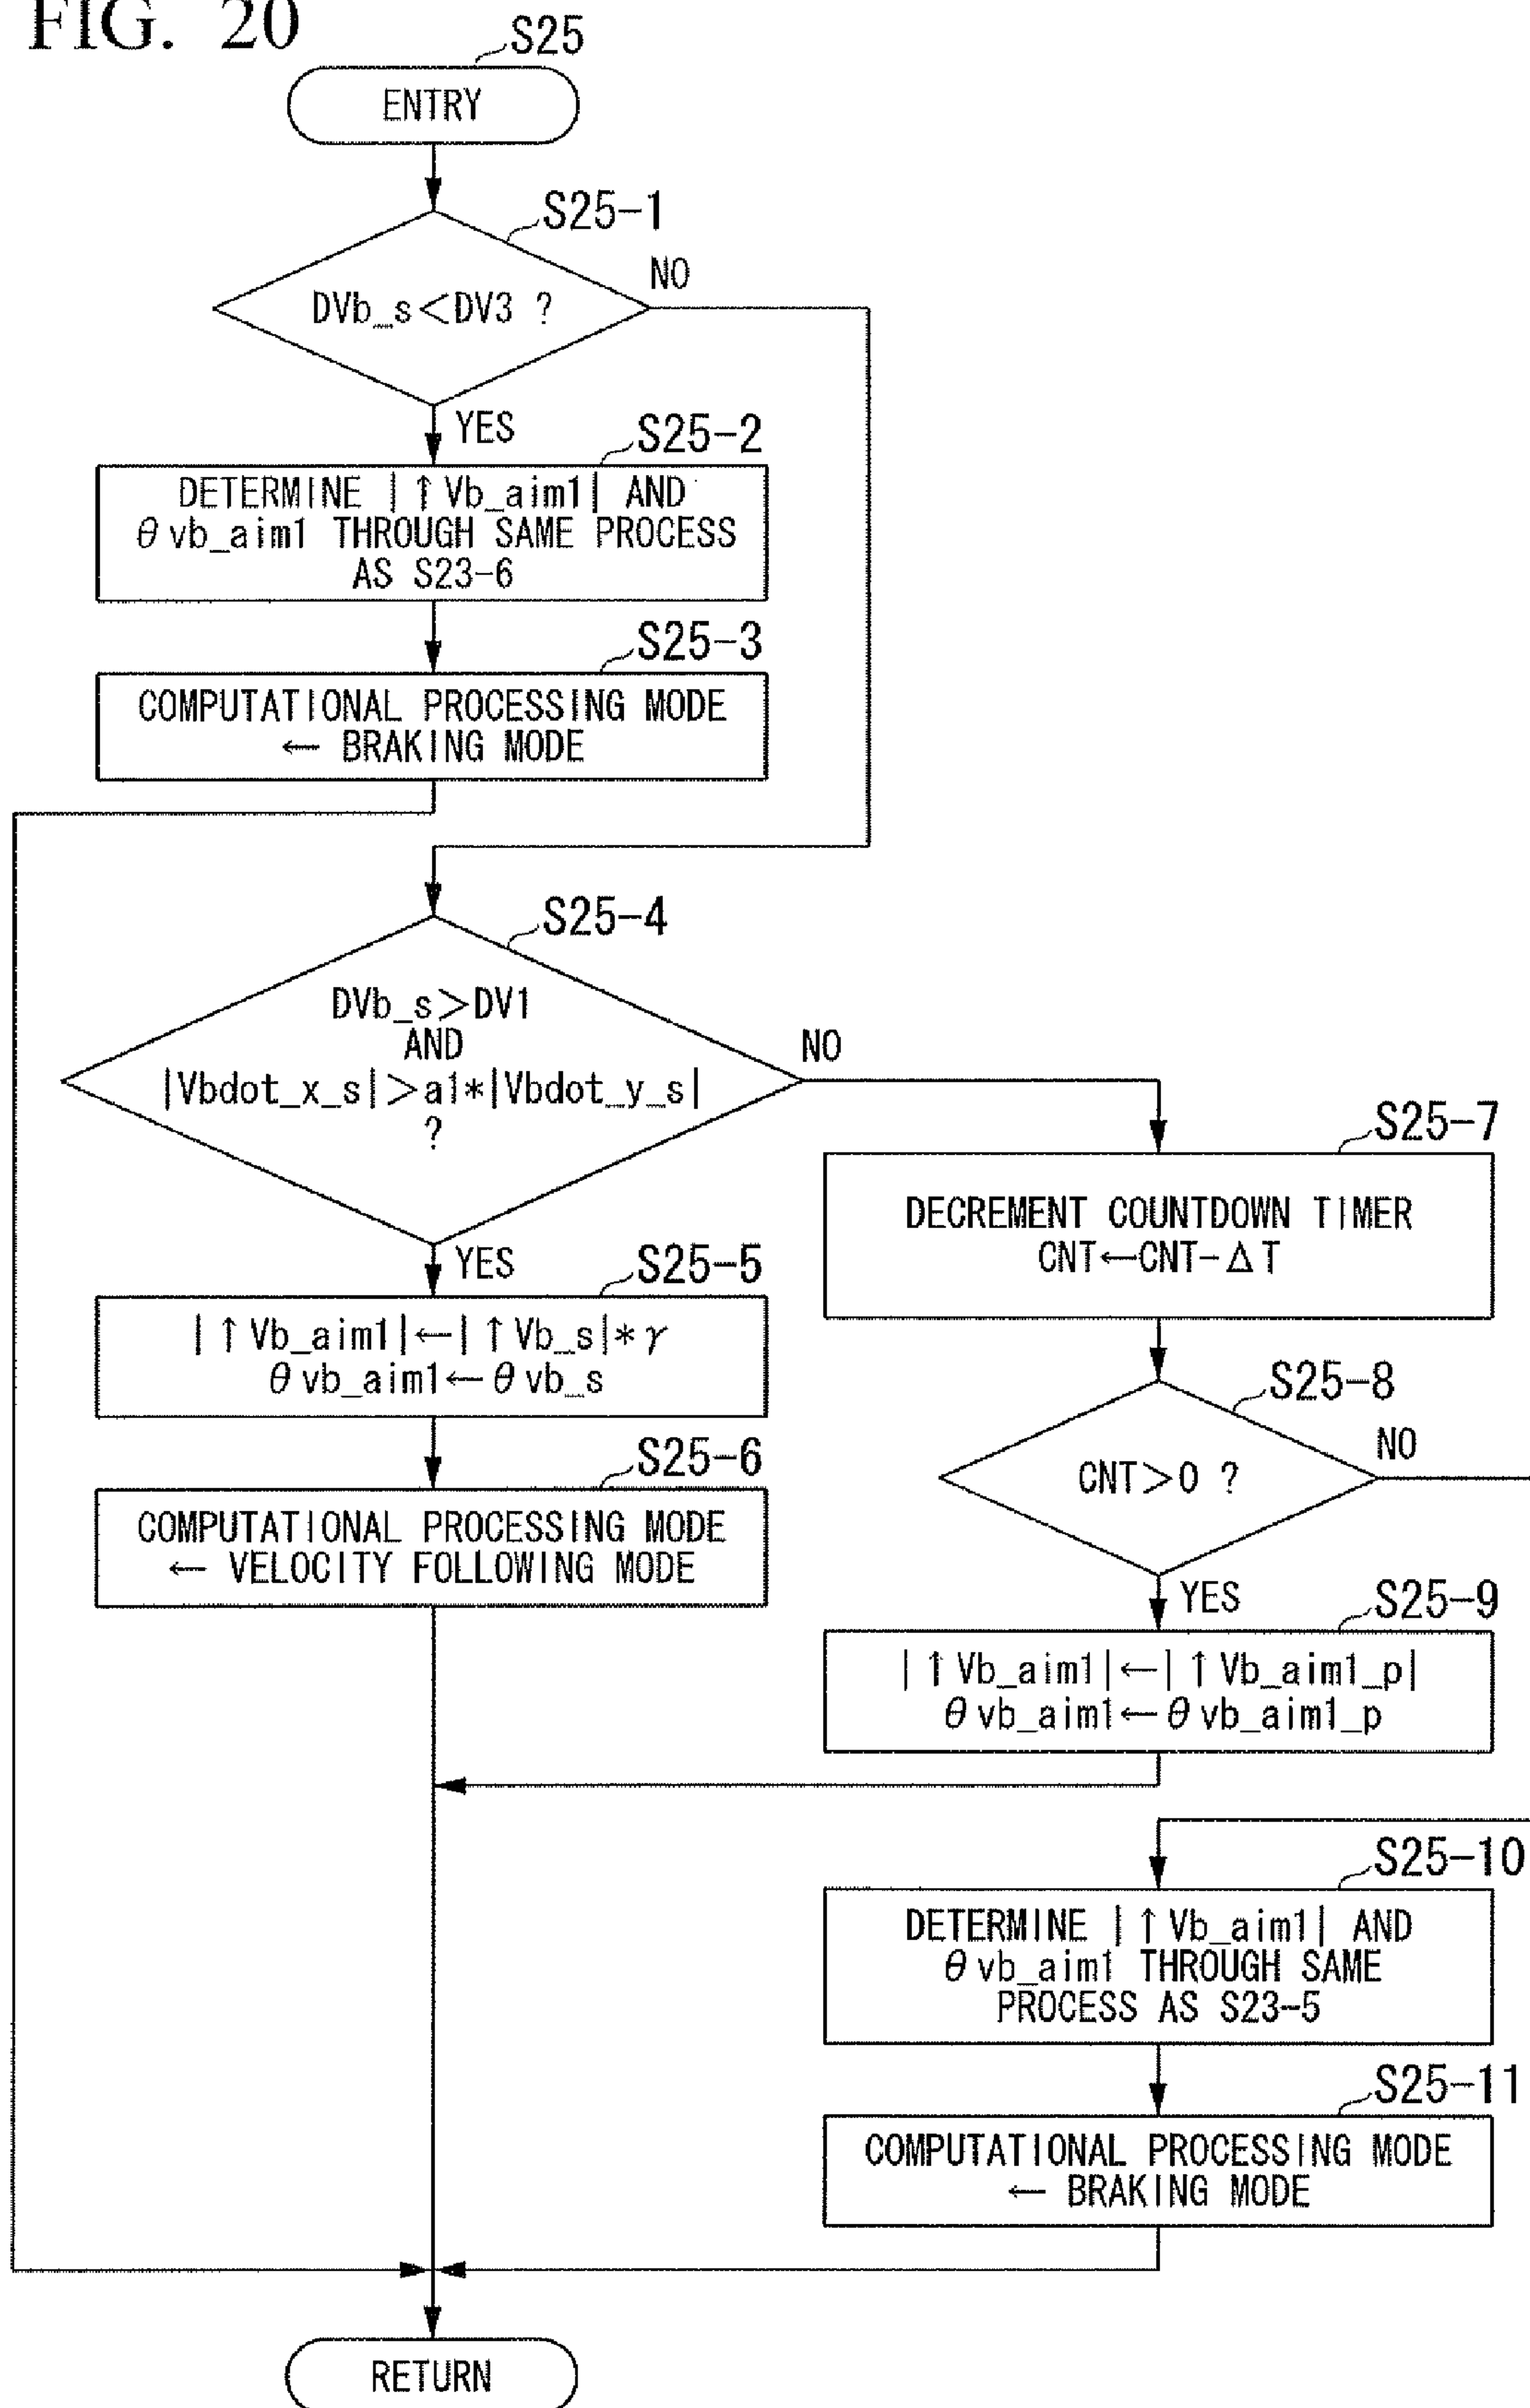 FIG. 20
S25
ENTRY
S25-1
DVb_s<DV3 ?
NO
YES
S25-2
DETERMINE |↑Vb_aim1| AND
θvb_aim1 THROUGH SAME PROCESS
AS S23-6
S25-3
COMPUTATIONAL PROCESSING MODE
← BRAKING MODE
S25-4
DVb_s>DV1
AND
|Vbdot_x_s|>a1*|Vbdot_y_s|
?
NO
YES
S25-5
|↑Vb_aim1|←|↑Vb_s|*γ
θvb_aim1←θvb_s
S25-6
COMPUTATIONAL PROCESSING MODE
← VELOCITY FOLLOWING MODE
S25-7
DECREMENT COUNTDOWN TIMER
CNT←CNT-ΔT
S25-8
CNT>0 ?
NO
YES
S25-9
|↑Vb_aim1|←|↑Vb_aim1_p|
θvb_aim1←θvb_aim1_p
S25-10
DETERMINE |↑Vb_aim1| AND
θvb_aim1 THROUGH SAME
PROCESS AS S23-5
S25-11
COMPUTATIONAL PROCESSING MODE
← BRAKING MODE
RETURN